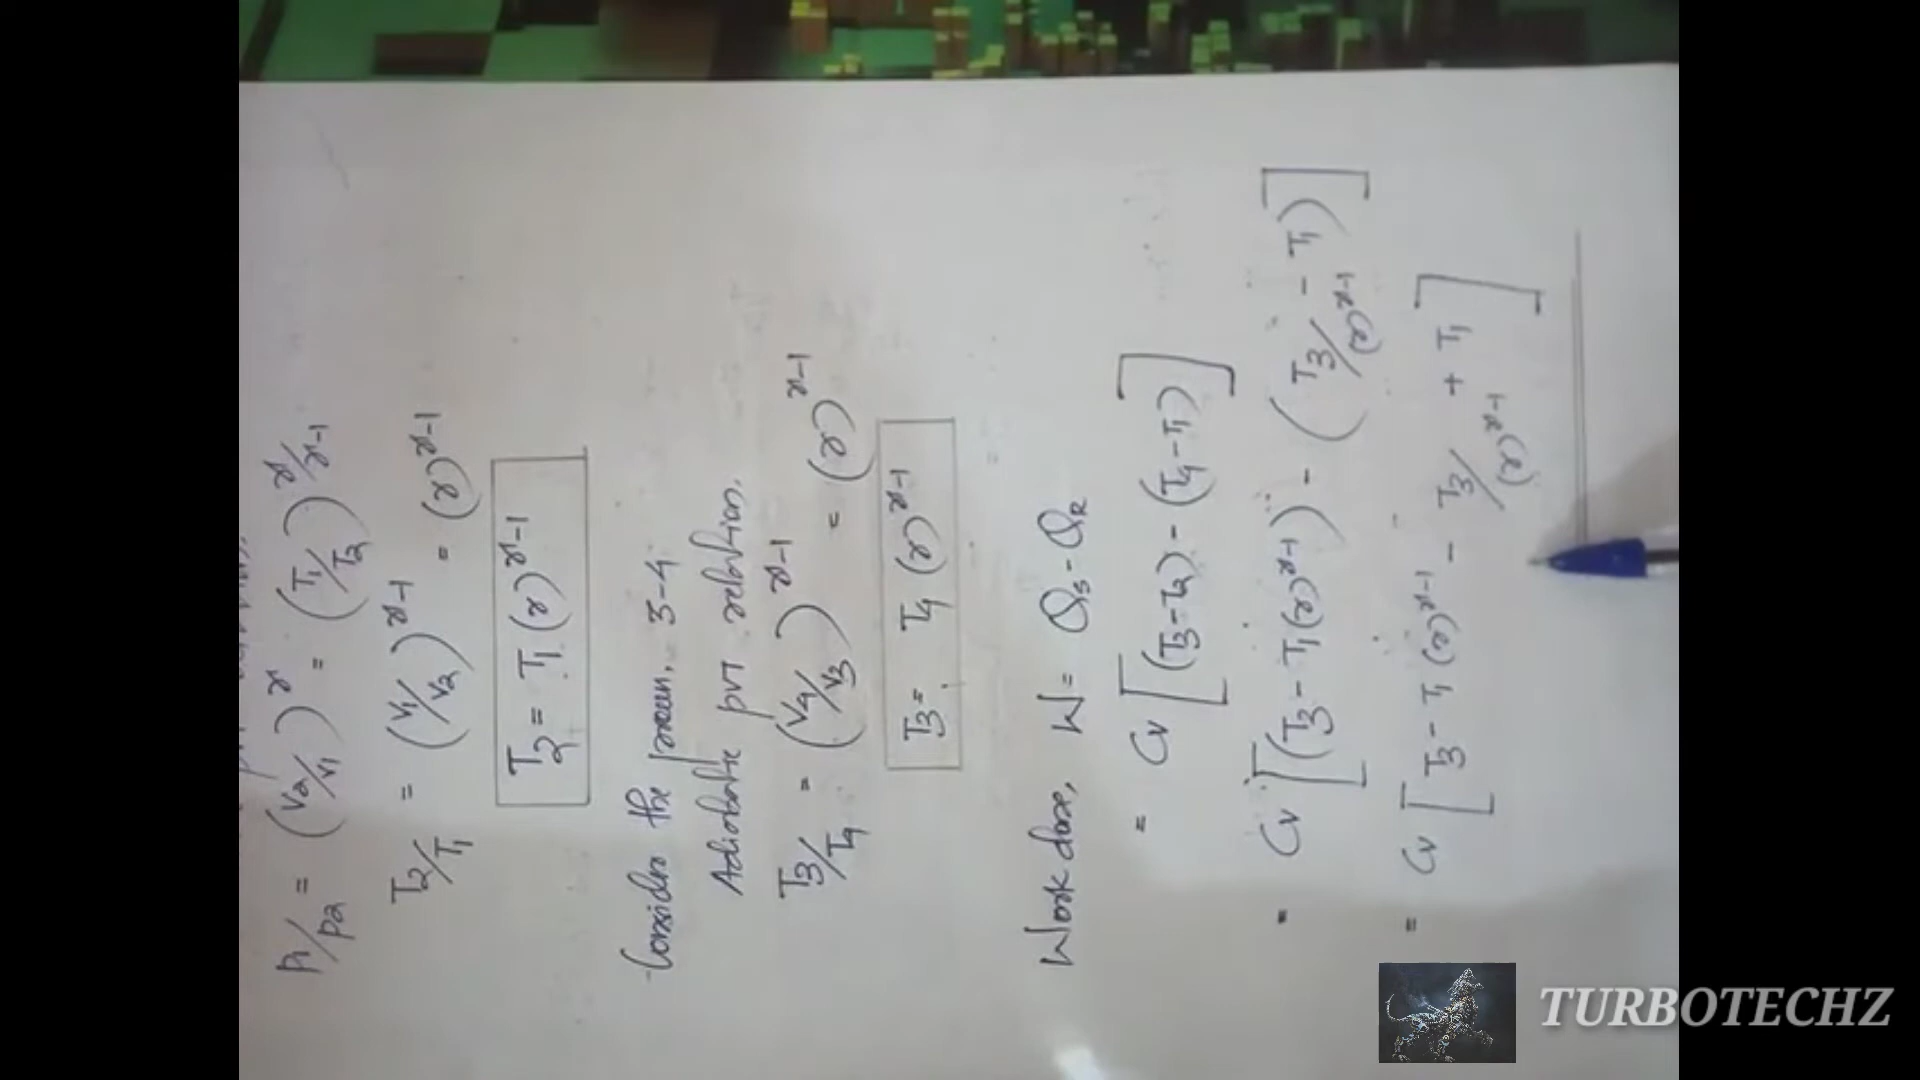 P1/P2 = (V2/V1)^γ = (T1/T2)^γ/γ-1
T2/T1 = (V1/V2)^γ-1 = (r)^γ-1
T2 = T1 (r)^γ-1
Consider the 3-4
Adiabatic pvT relation.
T3/T4 = (V4/V3)^γ-1 = (r)^γ-1
T3 = T4 (r)^γ-1
Work done, W = QS - QR
= Cv [(T3-T2) - (T4-T1)]
= Cv [(T3 - T1(r)^γ-1) - (T3/(r)^γ-1 - T1)]
= Cv [T3 - T1(r)^γ-1 - T3/(r)^γ-1 + T1]
TURBOTECHZ